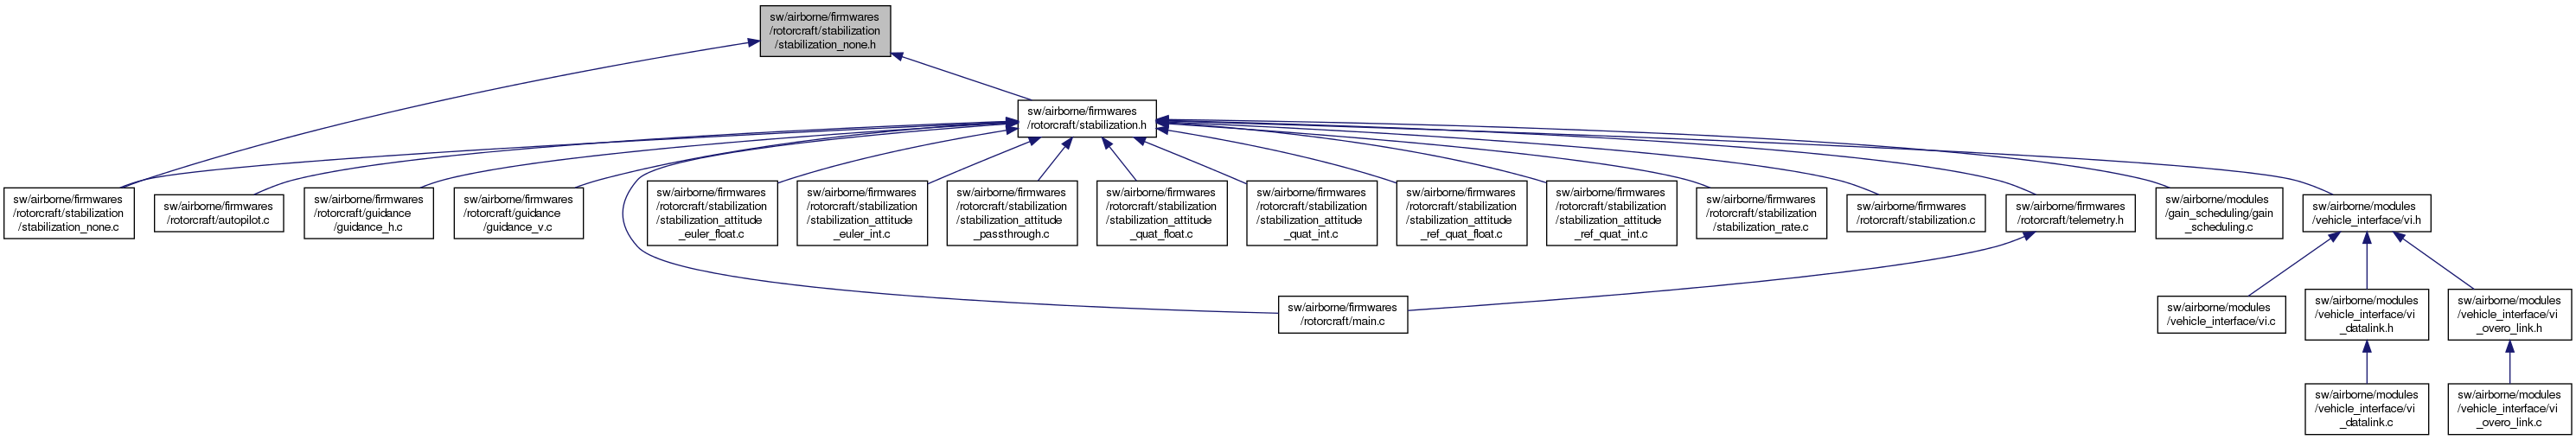 sw/airborne/firmwares
/rotorcraft/stabilization
/stabilization_none.h
sw/airborne/firmwares
/rotorcraft/stabilization.h
sw/airborne/firmwares
/rotorcraft/stabilization
/stabilization_none.c
sw/airborne/firmwares
/rotorcraft/autopilot.c
sw/airborne/firmwares
/rotorcraft/guidance
/guidance_h.c
sw/airborne/firmwares
/rotorcraft/guidance
/guidance_v.c
sw/airborne/firmwares
/rotorcraft/stabilization
/stabilization_attitude
_euler_float.c
sw/airborne/firmwares
/rotorcraft/stabilization
/stabilization_attitude
_euler_int.c
sw/airborne/firmwares
/rotorcraft/stabilization
/stabilization_attitude
_passthrough.c
sw/airborne/firmwares
/rotorcraft/stabilization
/stabilization_attitude
_quat_float.c
sw/airborne/firmwares
/rotorcraft/stabilization
/stabilization_attitude
_quat_int.c
sw/airborne/firmwares
/rotorcraft/stabilization
/stabilization_attitude
_ref_quat_float.c
sw/airborne/firmwares
/rotorcraft/stabilization
/stabilization_attitude
_ref_quat_int.c
sw/airborne/firmwares
/rotorcraft/stabilization
/stabilization_rate.c
sw/airborne/firmwares
/rotorcraft/stabilization.c
sw/airborne/firmwares
/rotorcraft/telemetry.h
sw/airborne/modules
/gain_scheduling/gain
_scheduling.c
sw/airborne/modules
/vehicle_interface/vi.h
sw/airborne/firmwares
/rotorcraft/main.c
sw/airborne/modules
/vehicle_interface/vi.c
sw/airborne/modules
/vehicle_interface/vi
_datalink.h
sw/airborne/modules
/vehicle_interface/vi
_overo_link.h
sw/airborne/modules
/vehicle_interface/vi
_datalink.c
sw/airborne/modules
/vehicle_interface/vi
_overo_link.c